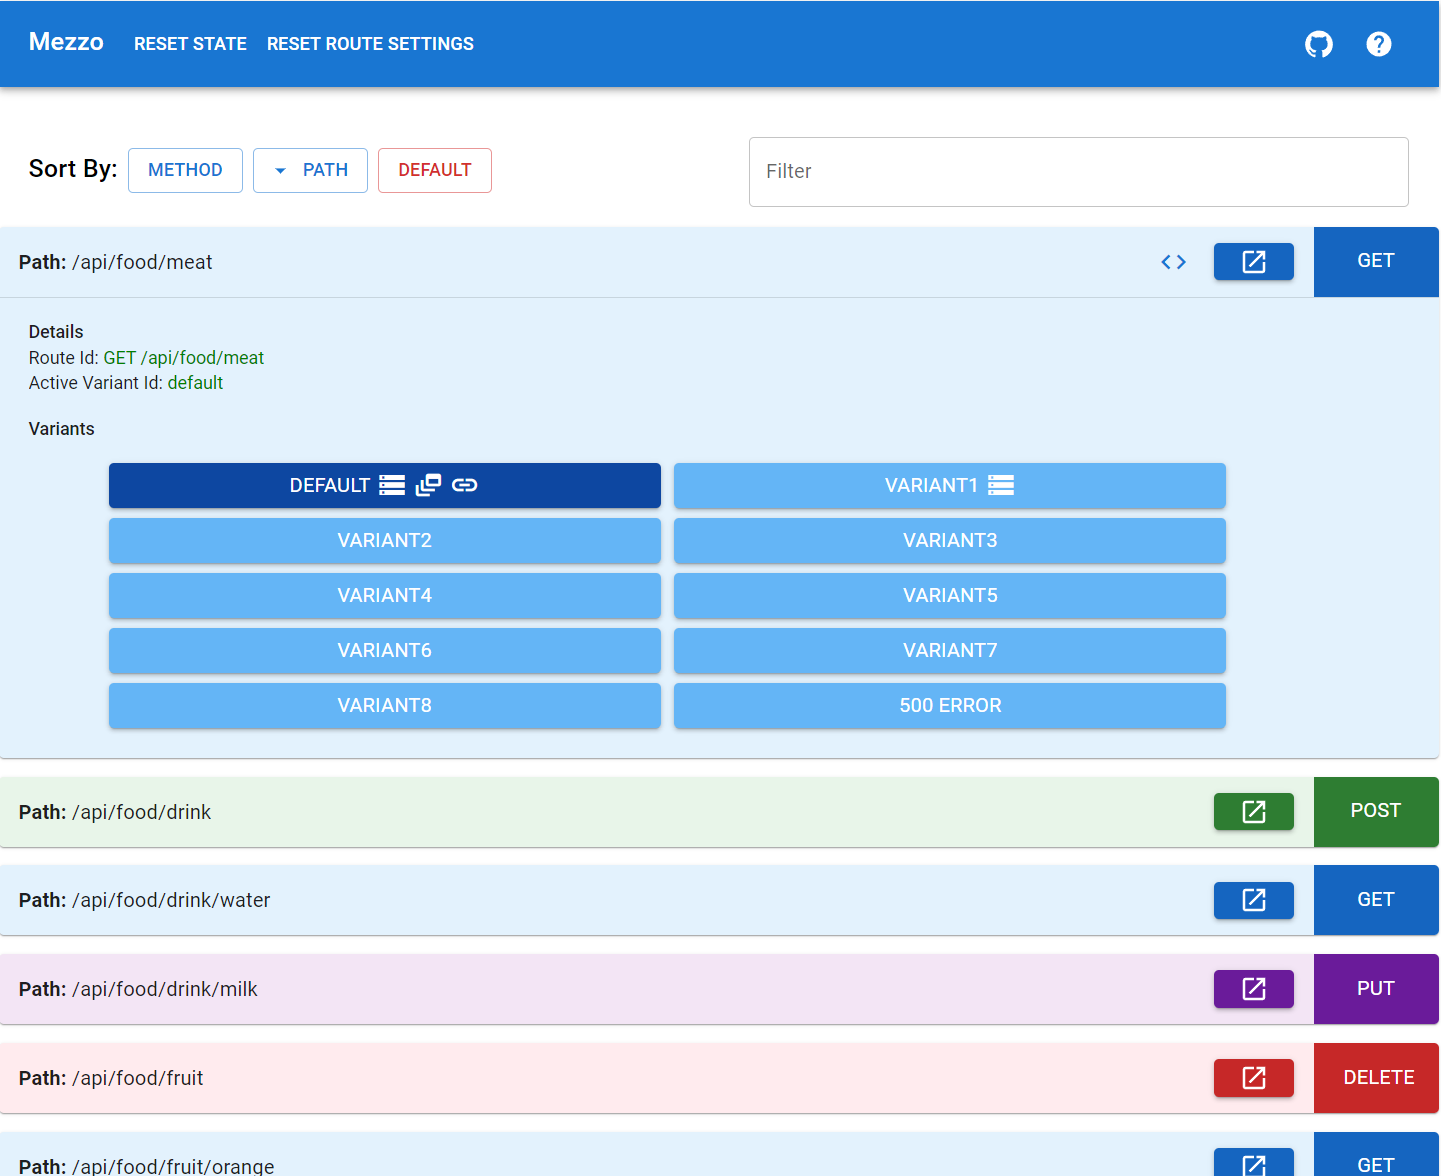 Mezzo RESET STATE RESET ROUTE SETTINGS
Sort By: METHOD PATH DEFAULT Filter
Path: /api/food/meat GET
Details
Route Id: GET /api/food/meat
Active Variant Id: default
Variants
DEFAULT VARIANT1
VARIANT2 VARIANT3
VARIANT4 VARIANT5
VARIANT6 VARIANT7
VARIANT8 500 ERROR
Path: /api/food/drink POST
Path: /api/food/drink/water GET
Path: /api/food/drink/milk PUT
Path: /api/food/fruit DELETE
Path: /api/food/fruit/orange GET